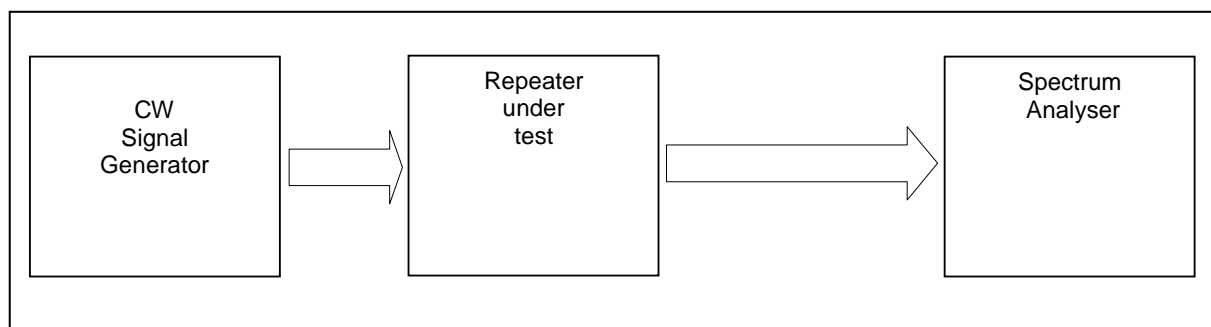 CW
Signal
Generator
Repeater
under
test
Spectrum
Analyser